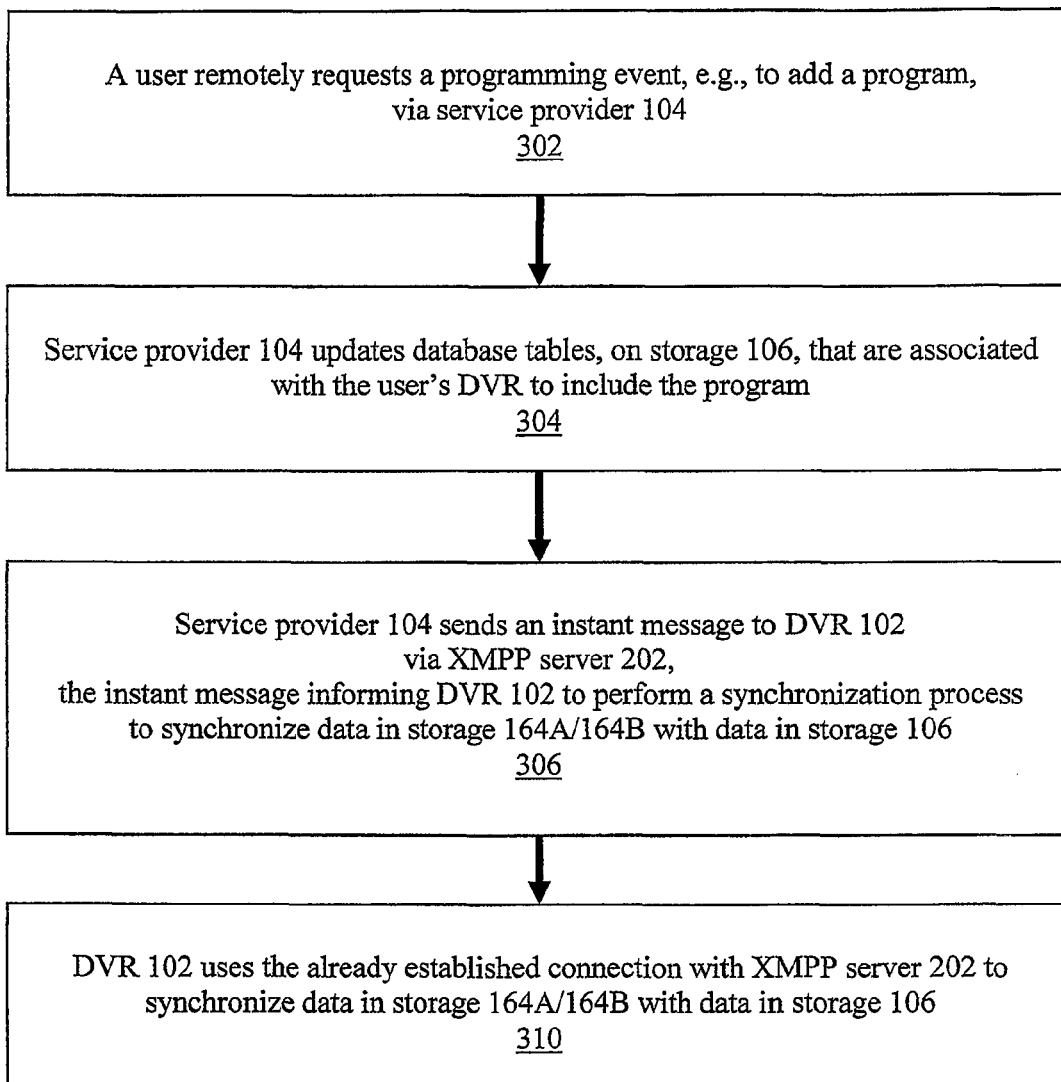 A user remotely requests a programming event, e.g., to add a program,
via service provider 104
302
Service provider 104 updates database tables, on storage 106, that are associated
with the user's DVR to include the program
304
Service provider 104 sends an instant message to DVR 102
via XMPP server 202,
the instant message informing DVR 102 to perform a synchronization process
to synchronize data in storage 164A/164B with data in storage 106
306
DVR 102 uses the already established connection with XMPP server 202 to
synchronize data in storage 164A/164B with data in storage 106
310